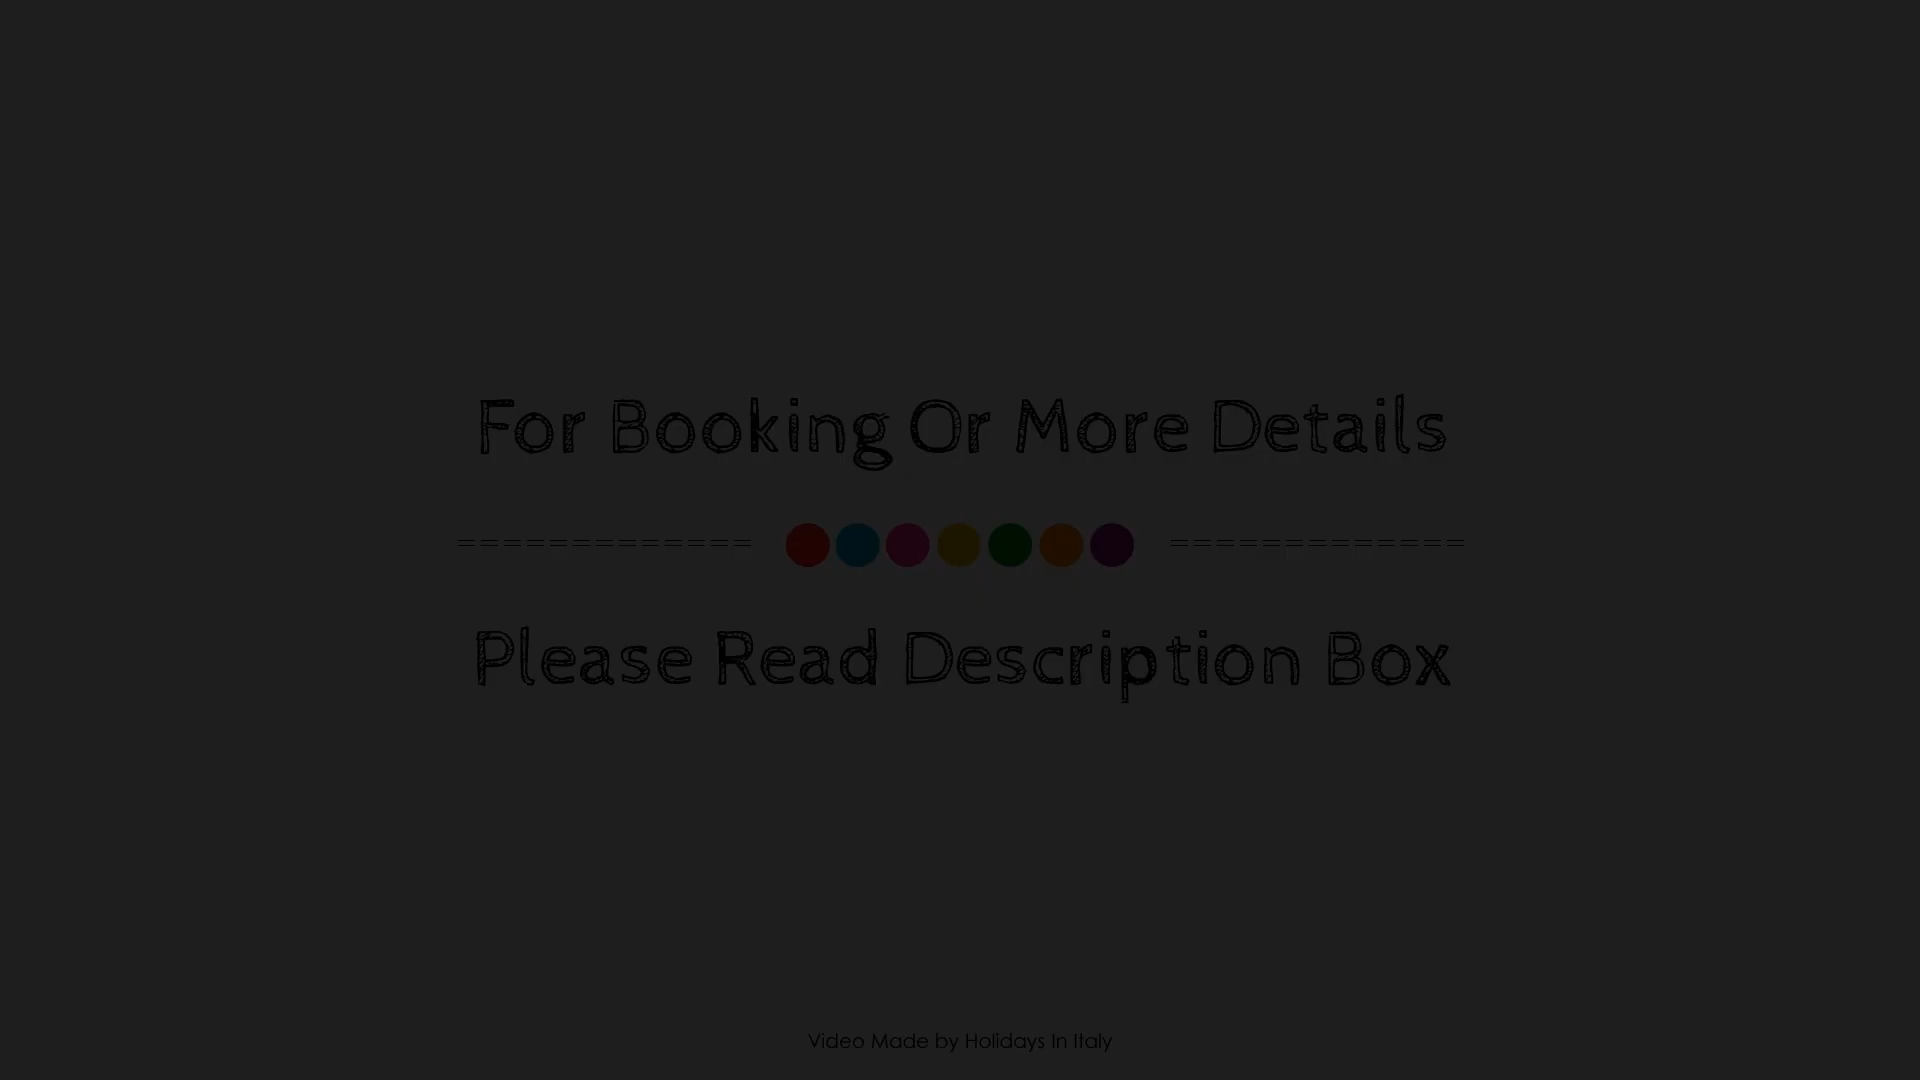 For Booking Or More Details
============= =============
Please Read Description Box
Video Made by Holidays In Italy